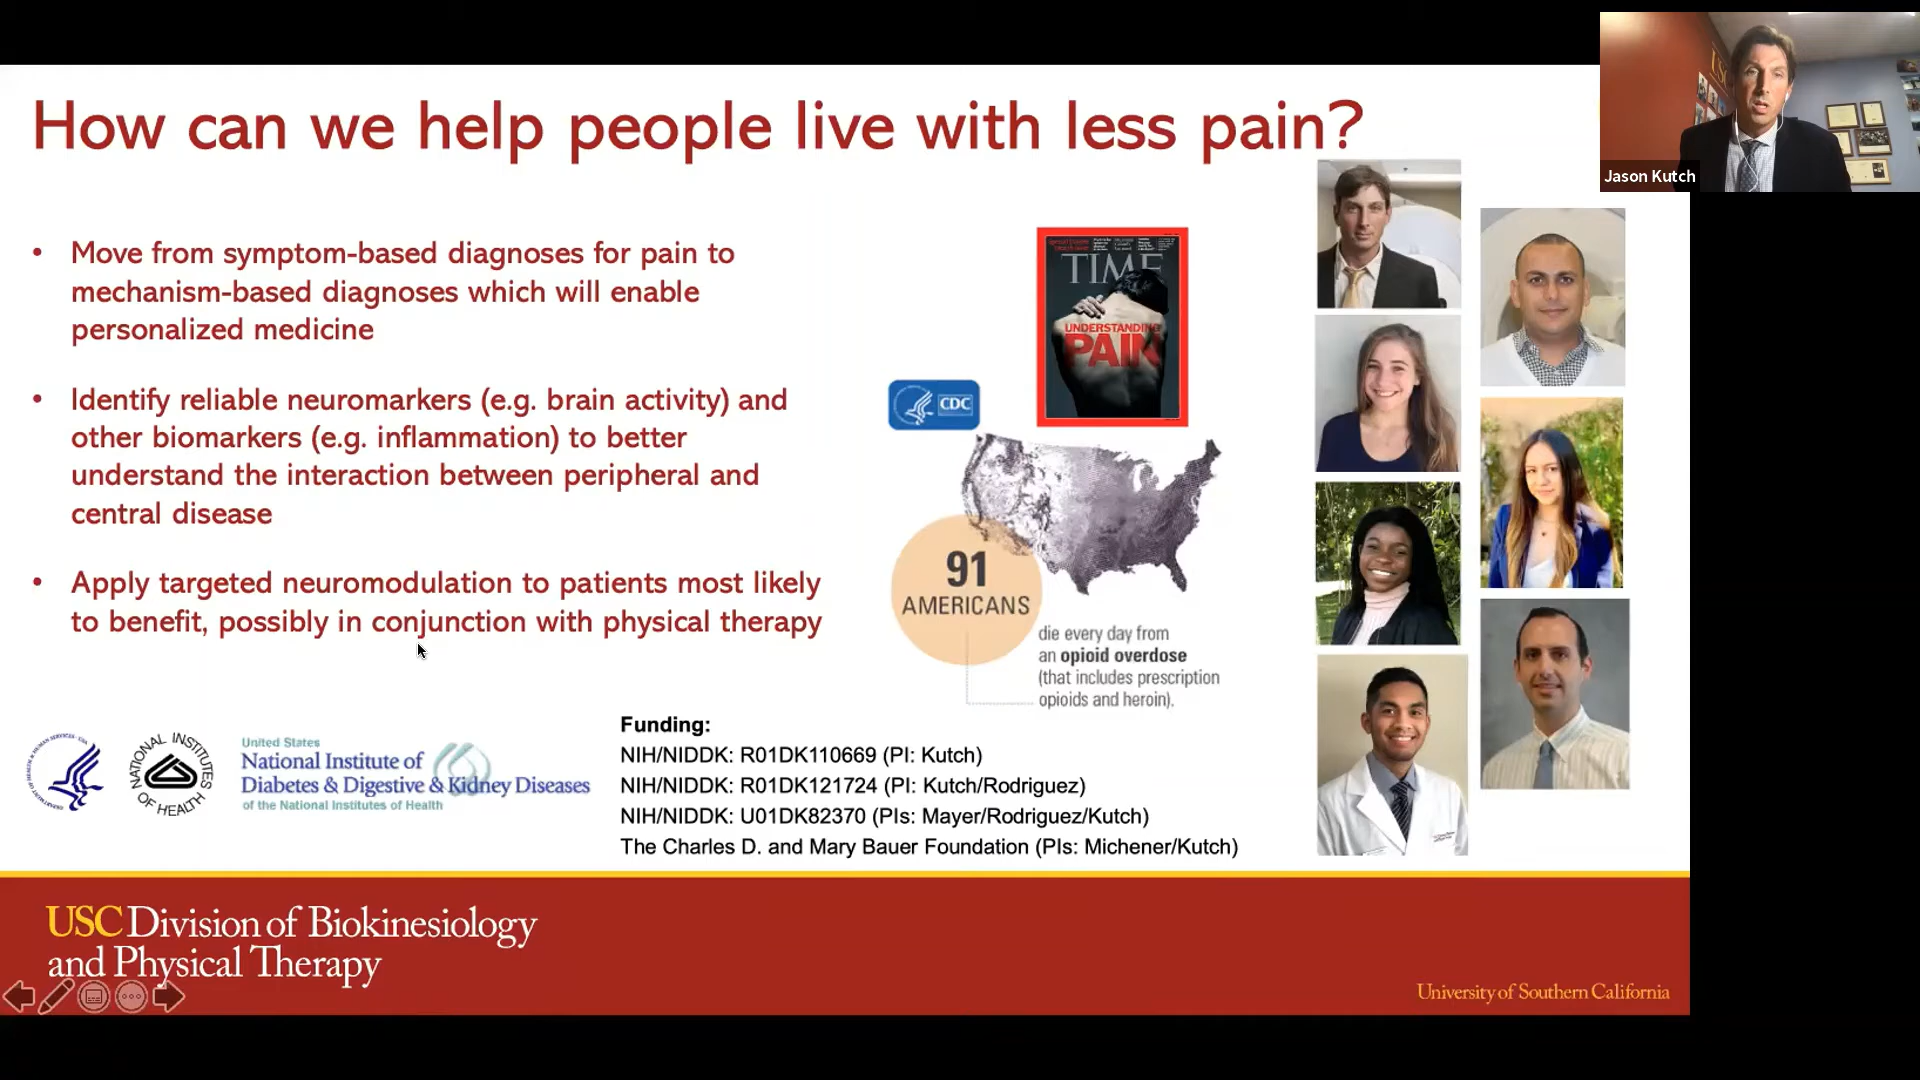 How can we help people live with less pain?
Jason Kutch
• Move from symptom-based diagnoses for pain to
mechanism-based diagnoses which will enable
personalized medicine
• Identify reliable neuromarkers (e.g. brain activity) and
other biomarkers (e.g. inflammation) to better
understand the interaction between peripheral and
central disease
• Apply targeted neuromodulation to patients most likely
to benefit, possibly in conjunction with physical therapy
TIME
UNDERSTANDING
PAIN
CDC
91
AMERICANS
die every day from
an opioid overdose
(that includes prescription
opioids and heroin).
NATIONAL INSTITUTES
OF HEALTH
United States
National Institute of
Diabetes & Digestive & Kidney Diseases
of the National Institutes of Health
Funding:
NIH/NIDDK: R01DK110669 (PI: Kutch)
NIH/NIDDK: R01DK121724 (PI: Kutch/Rodriguez)
NIH/NIDDK: U01DK82370 (PIs: Mayer/Rodriguez/Kutch)
The Charles D. and Mary Bauer Foundation (PIs: Michener/Kutch)
USC Division of Biokinesiology
and Physical Therapy
University of Southern California